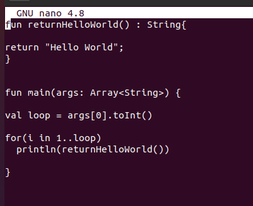 GNU nano 4.8
fun returnHelloWorld() : String{
return "Hello World";
}
fun main(args: Array<String>) {
val loop = args[0].toInt()
for(i in 1..loop)
println(returnHelloWorld())
}